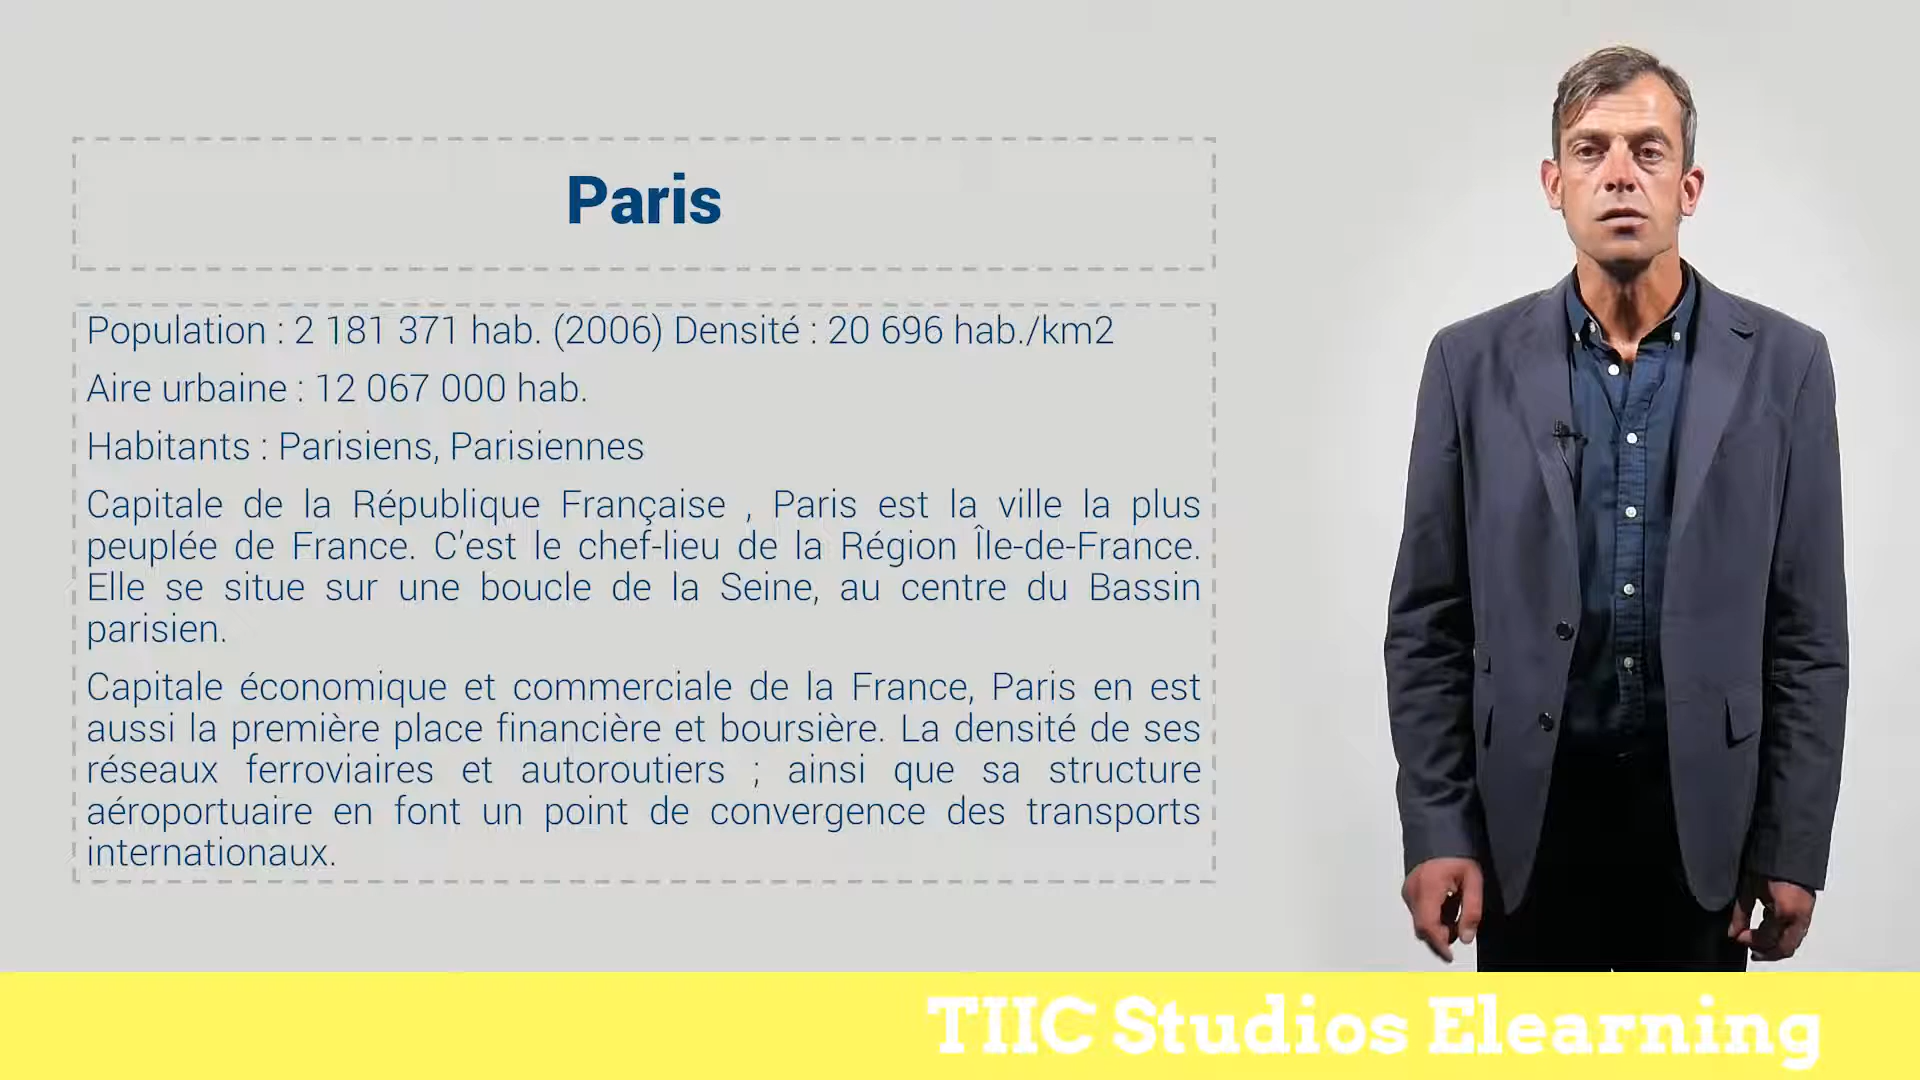 Paris
Population : 2 181 371 hab. (2006) Densité : 20 696 hab./km2
Aire urbaine : 12 067 000 hab.
Habitants : Parisiens, Parisiennes
Capitale de la République Française , Paris est la ville la plus
peuplée de France. C’est le chef-lieu de la Région Île-de-France.
Elle se situe sur une boucle de la Seine, au centre du Bassin
parisien.
Capitale économique et commerciale de la France, Paris en est
aussi la première place financière et boursière. La densité de ses
réseaux ferroviaires et autoroutiers ; ainsi que sa structure
aéroportuaire en font un point de convergence des transports
internationaux.
TIIC Studios Elearning